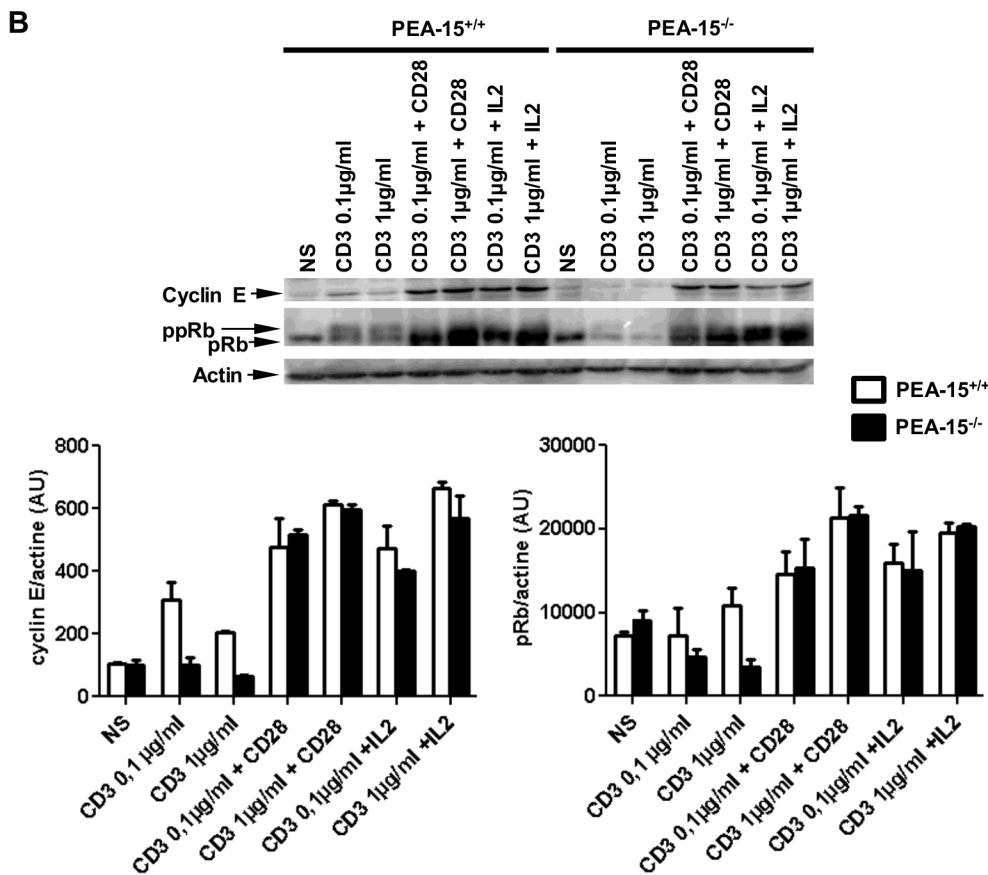 B
PEA-15+/+ PEA-15-/-
NS
CD3 0.1µg/ml
CD3 1µg/ml
CD3 0.1µg/ml + CD28
CD3 1µg/ml + CD28
CD3 0.1µg/ml + IL2
CD3 1µg/ml + IL2
NS
CD3 0.1µg/ml
CD3 1µg/ml
CD3 0.1µg/ml + CD28
CD3 1µg/ml + CD28
CD3 0.1µg/ml + IL2
CD3 1µg/ml + IL2
Cyclin E
ppRb
pRb
Actin
PEA-15+/+
PEA-15-/-
cyclin E/actine (AU)
800
600
400
200
0
NS
CD3 0,1 µg/ml
CD3 1µg/ml
CD3 0,1µg/ml + CD28
CD3 1µg/ml + CD28
CD3 0,1µg/ml +IL2
CD3 1µg/ml +IL2
pRb/actine (AU)
30000
20000
10000
0
NS
CD3 0,1 µg/ml
CD3 1µg/ml
CD3 0,1µg/ml + CD28
CD3 1µg/ml + CD28
CD3 0,1µg/ml +IL2
CD3 1µg/ml +IL2